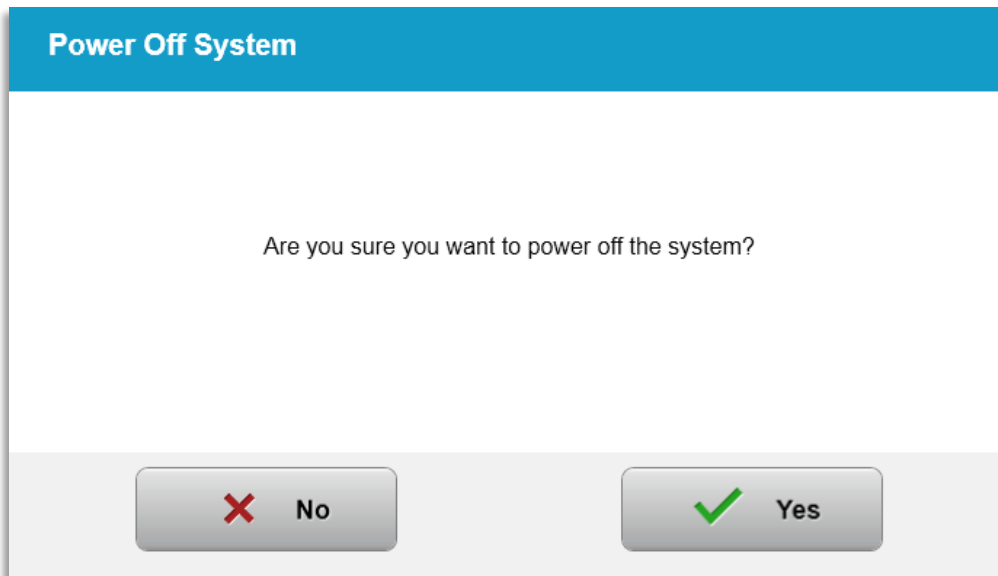 Power Off System
Are you sure you want to power off the system?
No
Yes